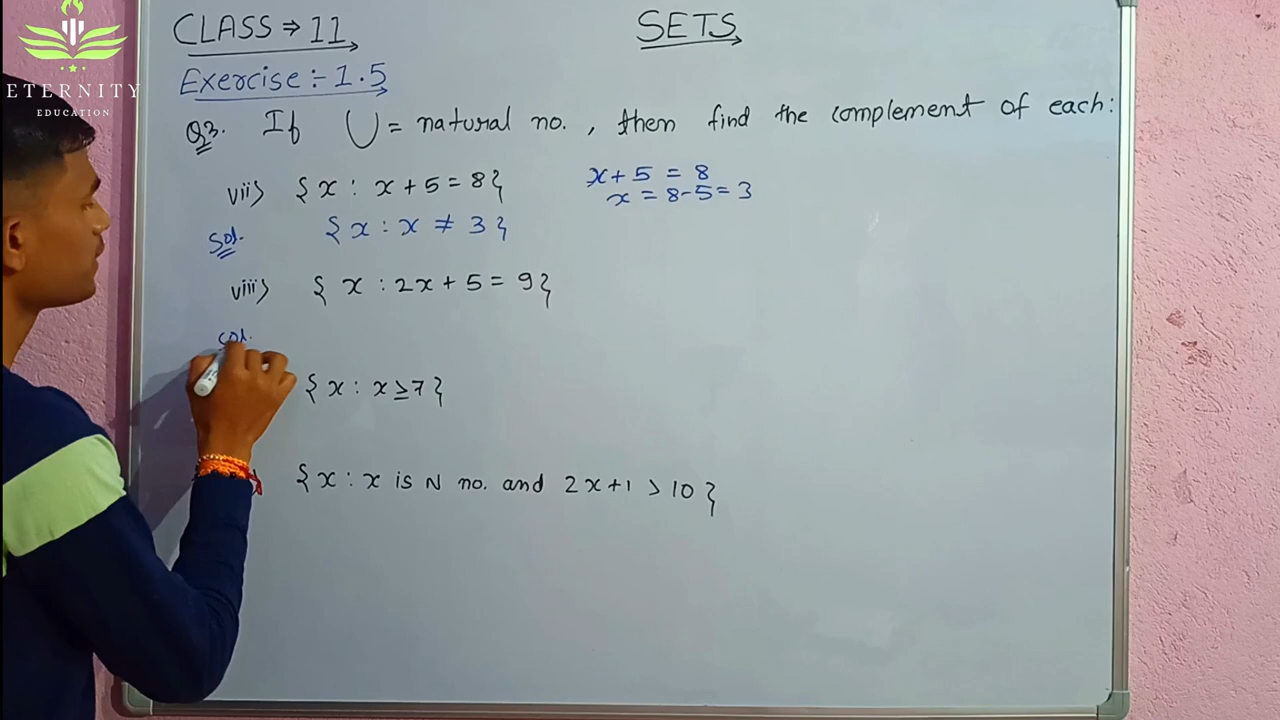 CLASS ⇒ 11
SETS
ETERNITY
EDUCATION
Exercise :- 1.5
Q3. If U = natural no., then find the complement of each:
vii) {x : x + 5 = 8}
x + 5 = 8
x = 8 - 5 = 3
Sol. {x : x ≠ 3}
viii) {x : 2x + 5 = 9}
Sol.
{x : x ≥ 7}
{x : x is N no. and 2x + 1 > 10}